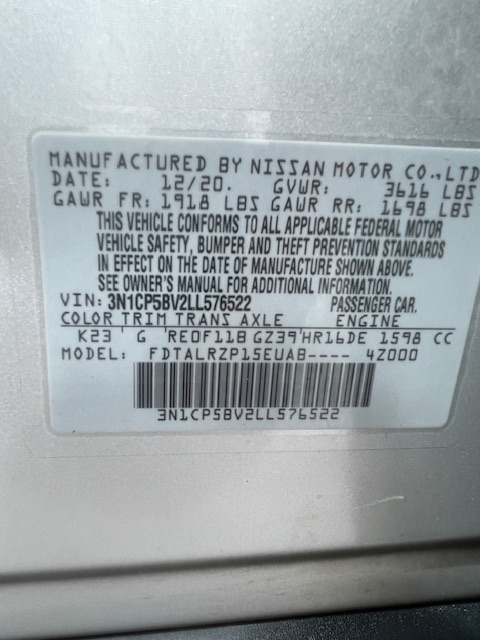 MANUFACTURED BY NISSAN MOTOR CO.,LTD
DATE: 12/20. GVWR: 3616 LBS
GAWR FR: 1918 LBS GAWR RR: 1698 LBS
THIS VEHICLE CONFORMS TO ALL APPLICABLE FEDERAL MOTOR
VEHICLE SAFETY, BUMPER AND THEFT PREVENTION STANDARDS
IN EFFECT ON THE DATE OF MANUFACTURE SHOWN ABOVE.
SEE OWNER'S MANUAL FOR ADDITIONAL INFORMATION.
VIN: 3N1CP5BV2LL576522 PASSENGER CAR.
COLOR TRIM TRANS AXLE ENGINE
K23 G RE0F11B GZ39 HR16DE 1598 CC
MODEL: FDTALRZP15EUAB---- 4Z000
3N1CP5BV2LL576522